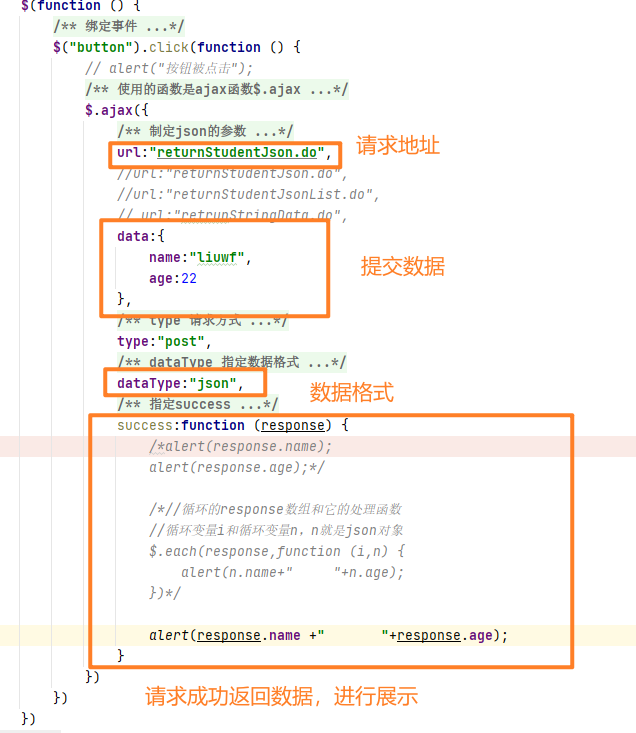 $(function () {
/** 绑定事件 ...*/
$("button").click(function () {
// alert("按钮被点击");
/** 使用的函数是ajax函数$.ajax ...*/
$.ajax({
/** 制定json的参数 ...*/
url:"returnStudentJson.do", 请求地址
//url:"returnStudentJson.do",
//url:"returnStudentJsonList.do",
// url:"retrunStringData.do",
data:{
name:"liuwf", 提交数据
age:22
},
/** type 请求方式 ...*/
type:"post",
/** dataType 指定数据格式 ...*/
dataType:"json", 数据格式
/** 指定success ...*/
success:function (response) {
/*alert(response.name);
alert(response.age);*/
/*//循环的response数组和它的处理函数
//循环变量i和循环变量n，n就是json对象
$.each(response,function (i,n) {
alert(n.name+"     "+n.age);
})*/
alert(response.name +"       "+response.age);
}
})
请求成功返回数据，进行展示
})
})